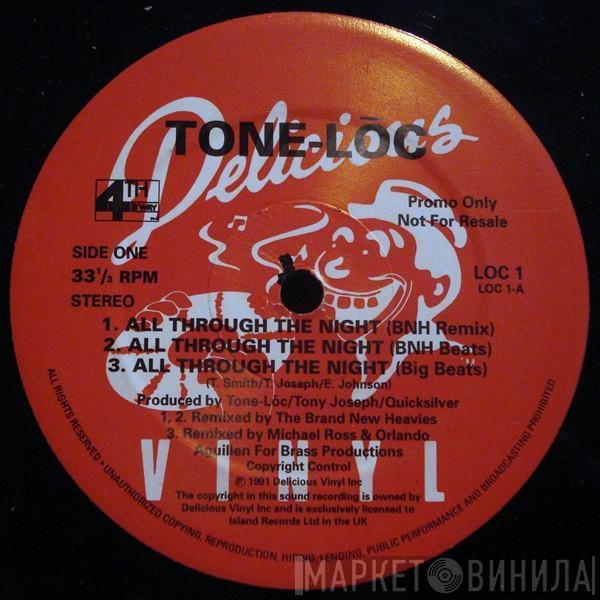 Delicious
TONE-LŌC
4TH
B'WAY
Promo Only
Not For Resale
SIDE ONE
33 1/3 RPM
STEREO
LOC 1
LOC 1-A
1. ALL THROUGH THE NIGHT (BNH Remix)
2. ALL THROUGH THE NIGHT (BNH Beats)
3. ALL THROUGH THE NIGHT (Big Beats)
(T. Smith/T. Joseph/E. Johnson)
Produced by Tone-Lōc/Tony Joseph/Quicksilver
1, 2. Remixed by The Brand New Heavies
3. Remixed by Michael Ross & Orlando
Aguillen For Brass Productions
Copyright Control
℗ 1991 Delicious Vinyl Inc
VINYL
The copyright in this sound recording is owned by
Delicious Vinyl Inc and is exclusively licensed to
Island Records Ltd in the UK
ALL RIGHTS RESERVED • UNAUTHORIZED COPYING, REPRODUCTION, HIRING, LENDING, PUBLIC PERFORMANCE AND BROADCASTING PROHIBITED
МАРКЕТ ВИНИЛА